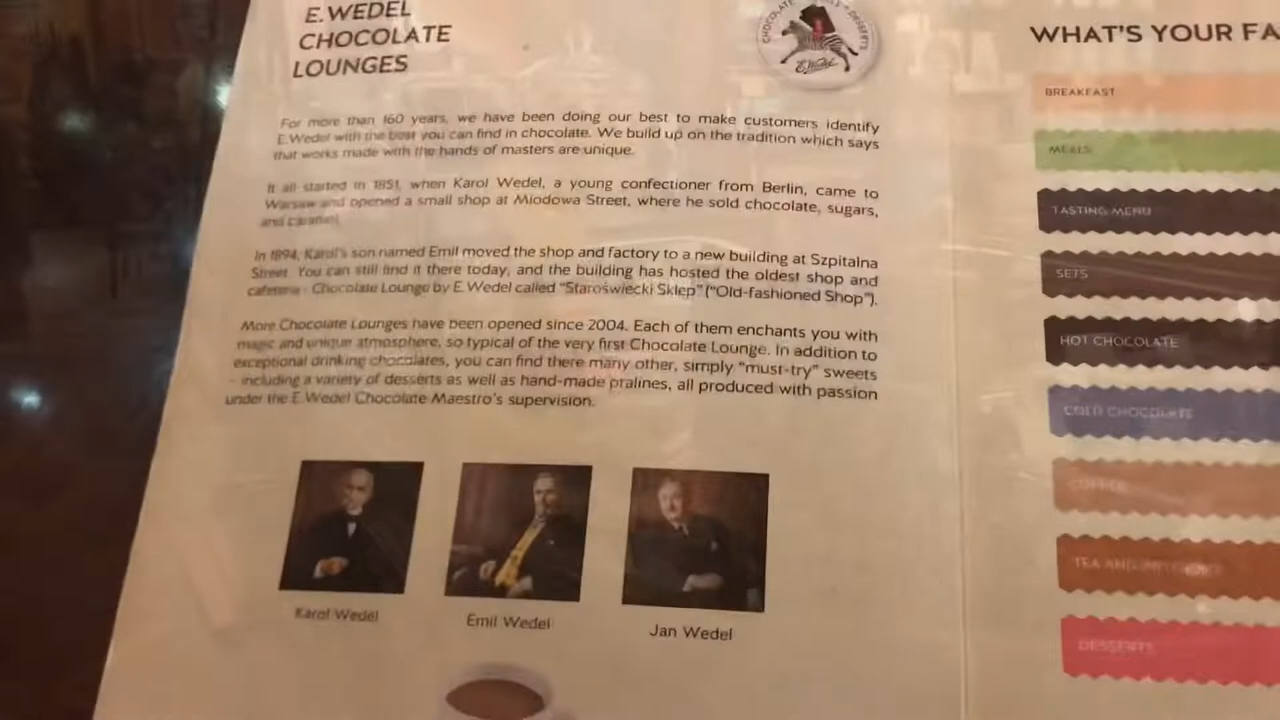 E.WEDEL
CHOCOLATE
LOUNGES
CHOCOLATE
DESSERTS
E.Wedel
For more than 160 years, we have been doing our best to make customers identify
E.Wedel with the best you can find in chocolate. We build up on the tradition which says
that works made with the hands of masters are unique.
It all started in 1851, when Karol Wedel, a young confectioner from Berlin, came to
Warsaw and opened a small shop at Miodowa Street, where he sold chocolate, sugars,
and caramel.
In 1894, Karol's son named Emil moved the shop and factory to a new building at Szpitalna
Street. You can still find it there today, and the building has hosted the oldest shop and
cafeteria - Chocolate Lounge by E.Wedel called "Staroświecki Sklep" ("Old-fashioned Shop").
More Chocolate Lounges have been opened since 2004. Each of them enchants you with
magic and unique atmosphere, so typical of the very first Chocolate Lounge. In addition to
exceptional drinking chocolates, you can find there many other, simply "must-try" sweets
- including a variety of desserts as well as hand-made pralines, all produced with passion
under the E.Wedel Chocolate Maestro's supervision.
Karol Wedel
Emil Wedel
Jan Wedel
WHAT'S YOUR FA
BREAKFAST
MEALS
TASTING MENU
SETS
HOT CHOCOLATE
COLD CHOCOLATE
COFFEE
TEA AND
DESSERTS